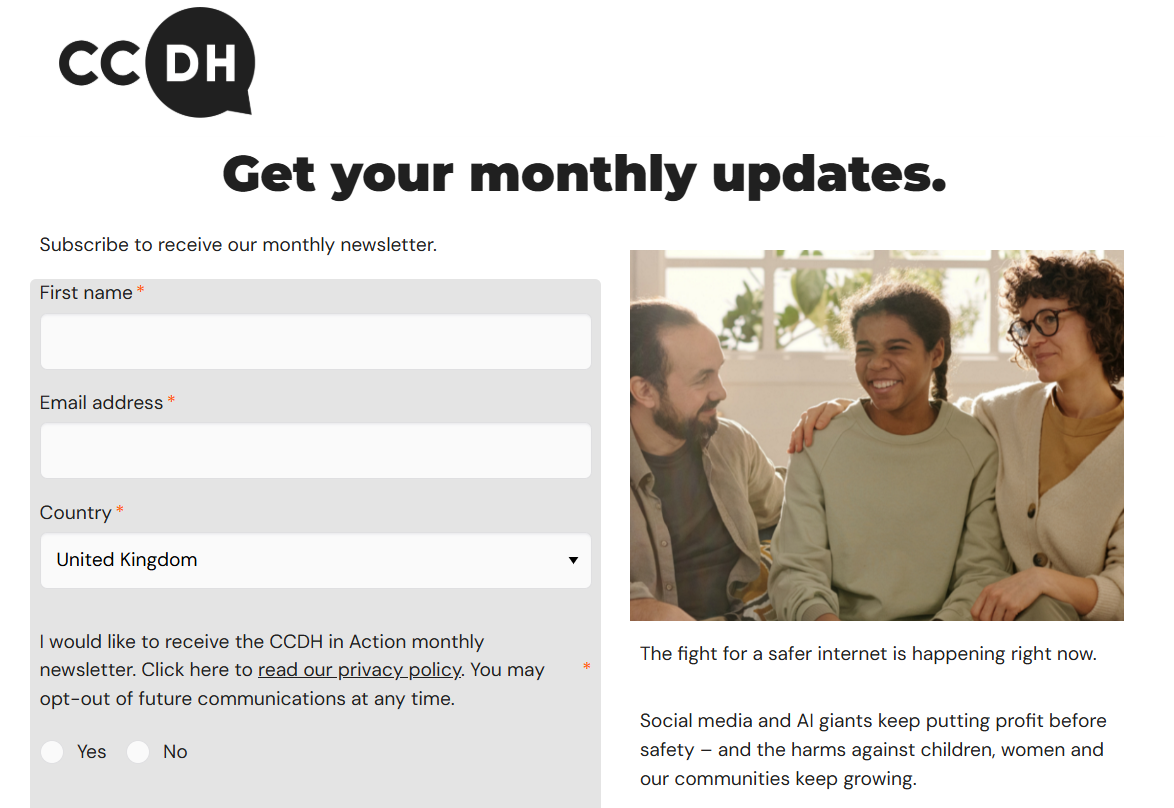 CCDH
Get your monthly updates.
Subscribe to receive our monthly newsletter.
First name *
Email address *
Country *
United Kingdom
I would like to receive the CCDH in Action monthly
newsletter. Click here to read our privacy policy. You may *
opt-out of future communications at any time.
Yes No
The fight for a safer internet is happening right now.
Social media and AI giants keep putting profit before
safety – and the harms against children, women and
our communities keep growing.